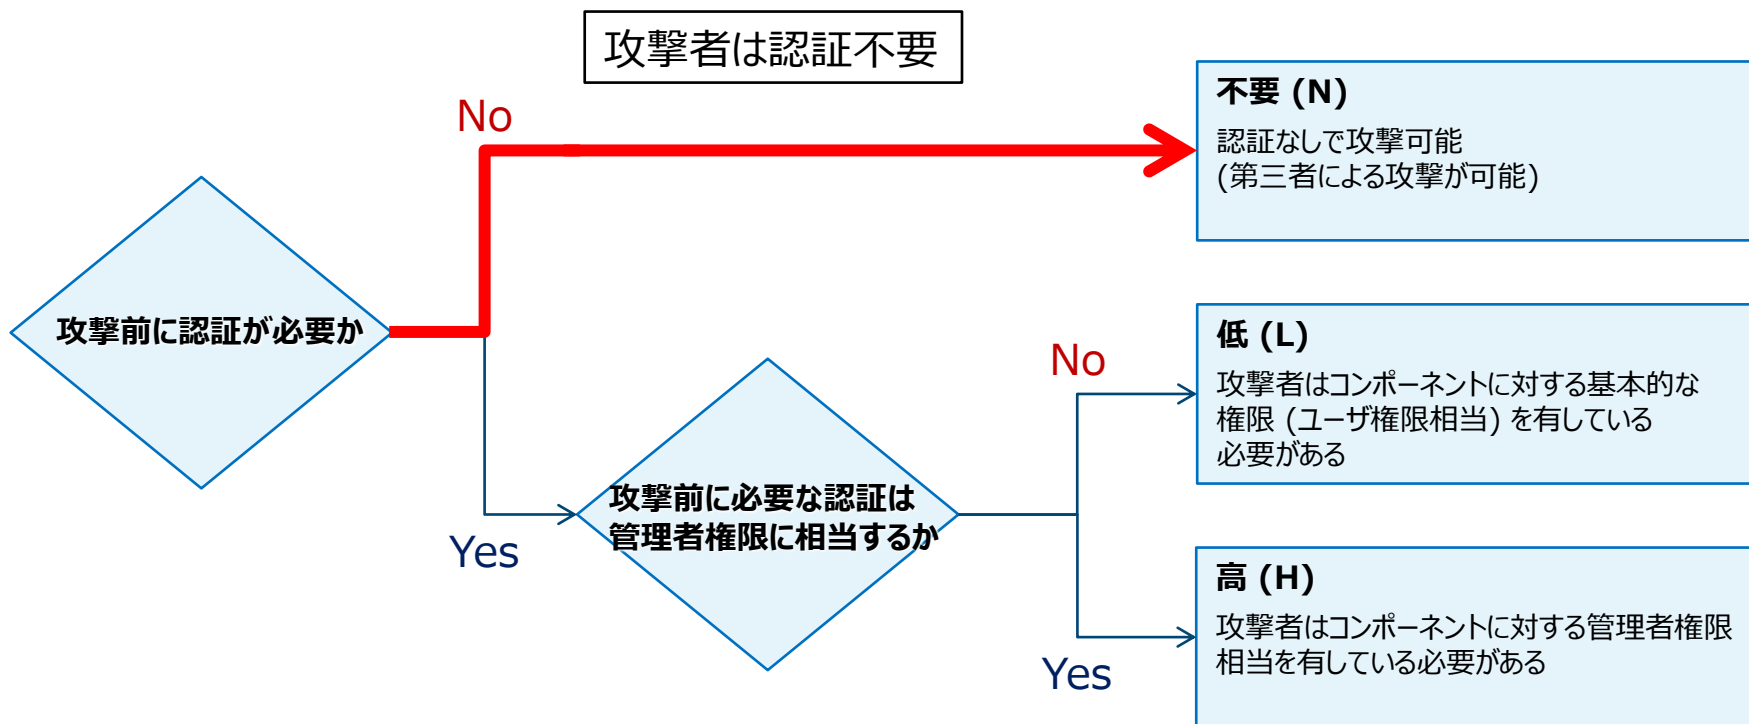 攻撃者は認証不要
No
不要 (N)
認証なしで攻撃可能
(第三者による攻撃が可能)
攻撃前に認証が必要か
Yes
攻撃前に必要な認証は
管理者権限に相当するか
No
低 (L)
攻撃者はコンポーネントに対する基本的な
権限 (ユーザ権限相当) を有している
必要がある
Yes
高 (H)
攻撃者はコンポーネントに対する管理者権限
相当を有している必要がある